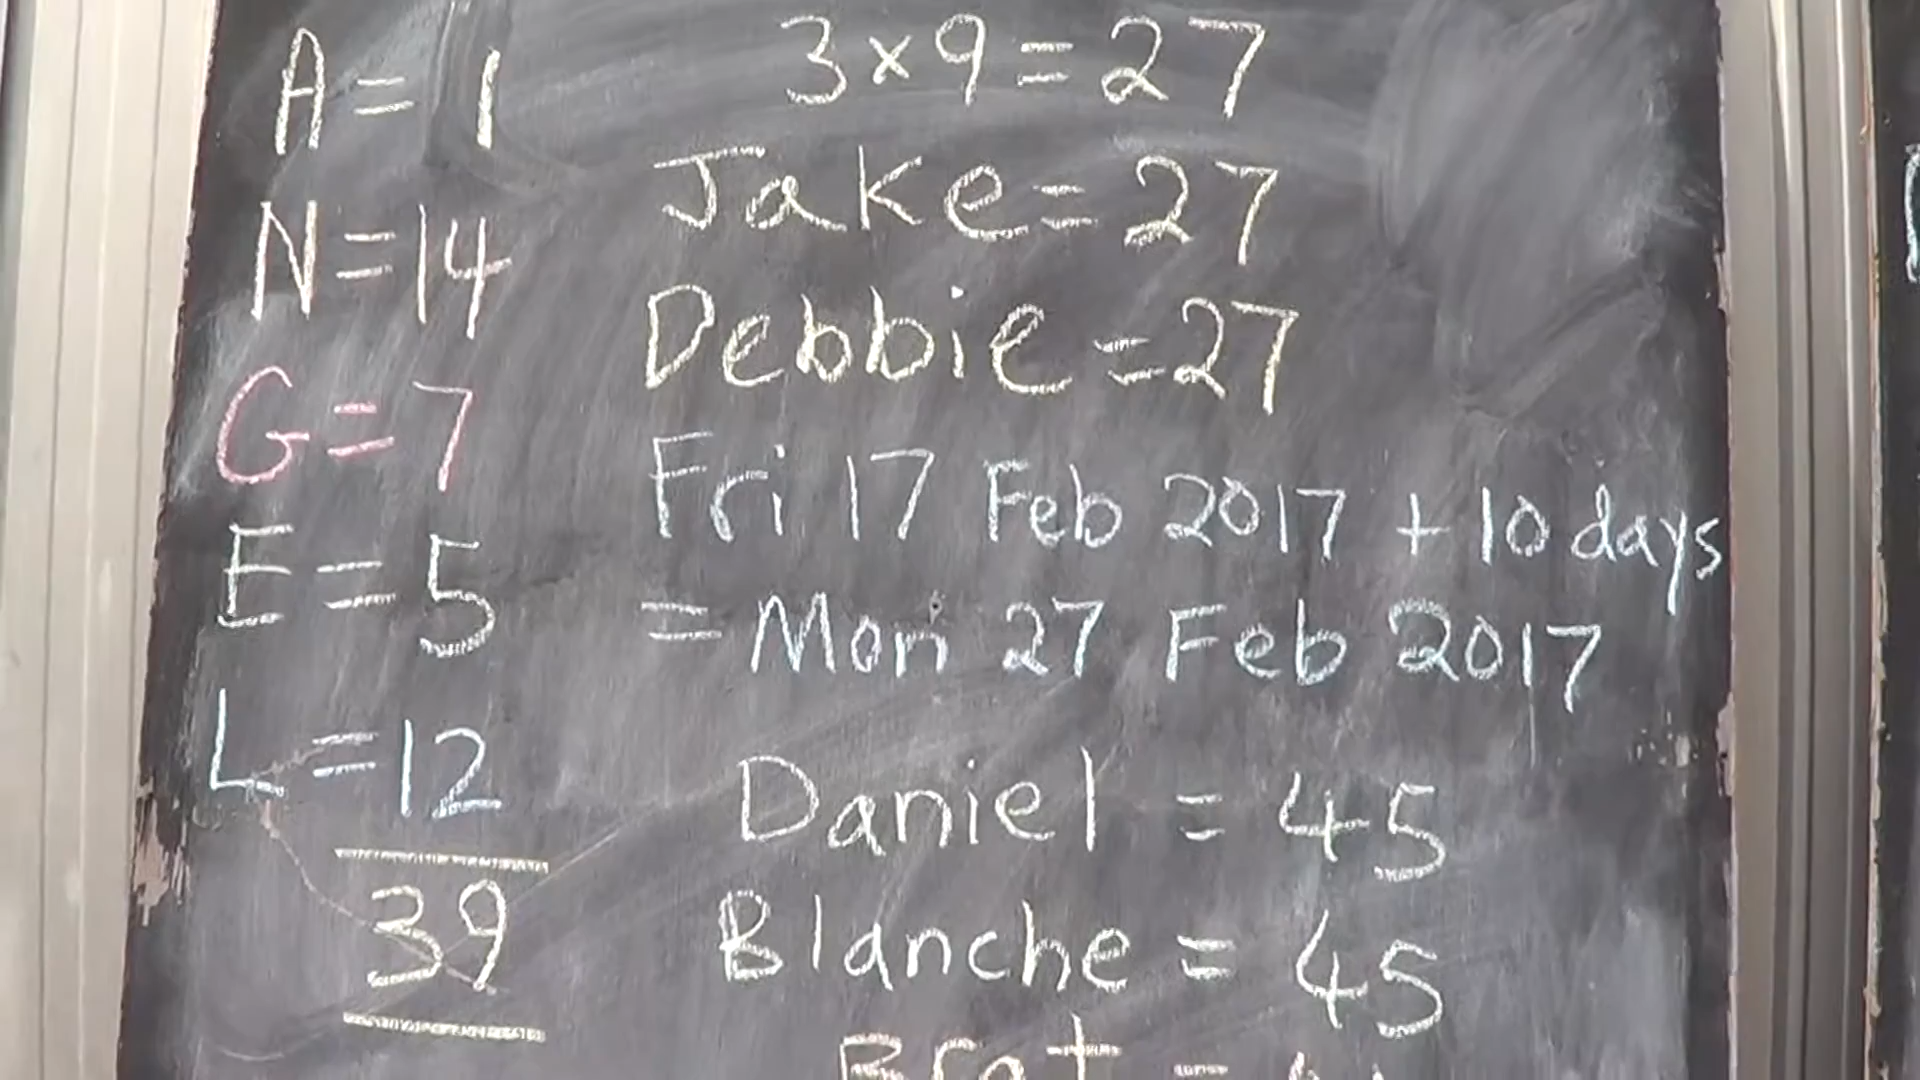 A = 1
N = 14
G = 7
E = 5
L = 12
39
3 x 9 = 27
Jake = 27
Debbie = 27
Fri 17 Feb 2017 + 10 days
= Mon 27 Feb 2017
Daniel = 45
Blanche = 45
Brat =